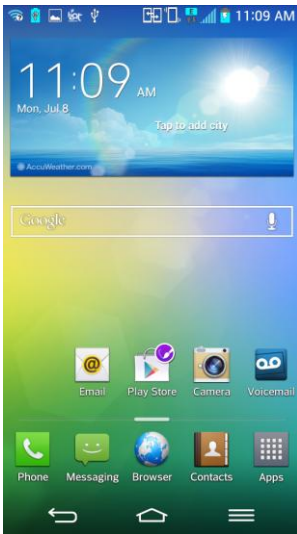 11:09 AM
11:09 AM
Mon, Jul 8
Tap to add city
AccuWeather.com
Google
Email Play Store Camera Voicemail
Phone Messaging Browser Contacts Apps